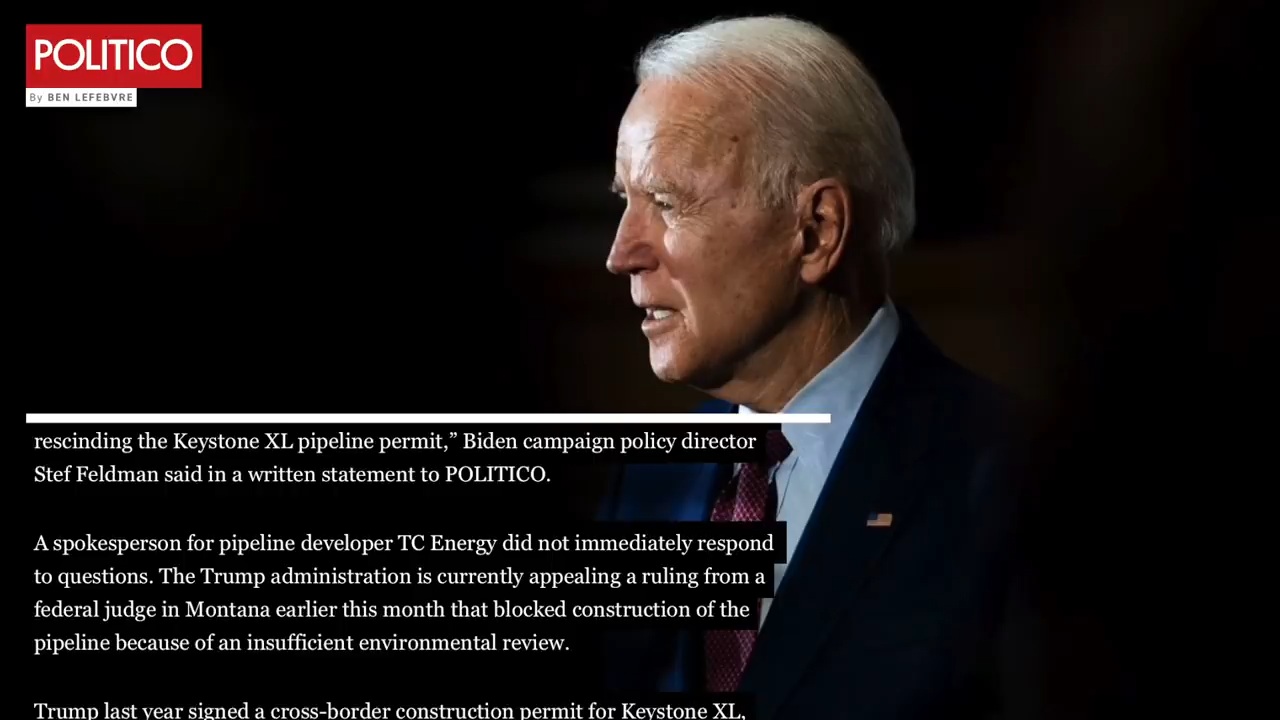 POLITICO
By BEN LEFEBVRE
rescinding the Keystone XL pipeline permit,” Biden campaign policy director
Stef Feldman said in a written statement to POLITICO.
A spokesperson for pipeline developer TC Energy did not immediately respond
to questions. The Trump administration is currently appealing a ruling from a
federal judge in Montana earlier this month that blocked construction of the
pipeline because of an insufficient environmental review.
Trump last year signed a cross-border construction permit for Keystone XL,